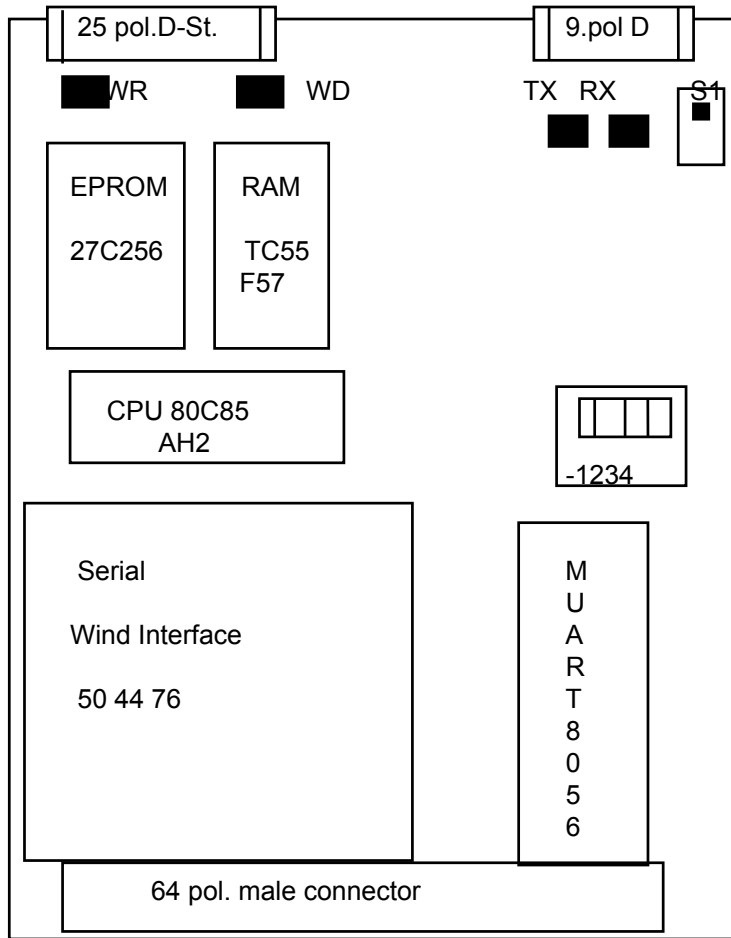 25 pol.D-St. 9.pol D
WR WD TX RX S1
EPROM RAM
27C256 TC55
F57
CPU 80C85
AH2
-1234
Serial
Wind Interface
50 44 76
M
U
A
R
T
8
0
5
6
64 pol. male connector